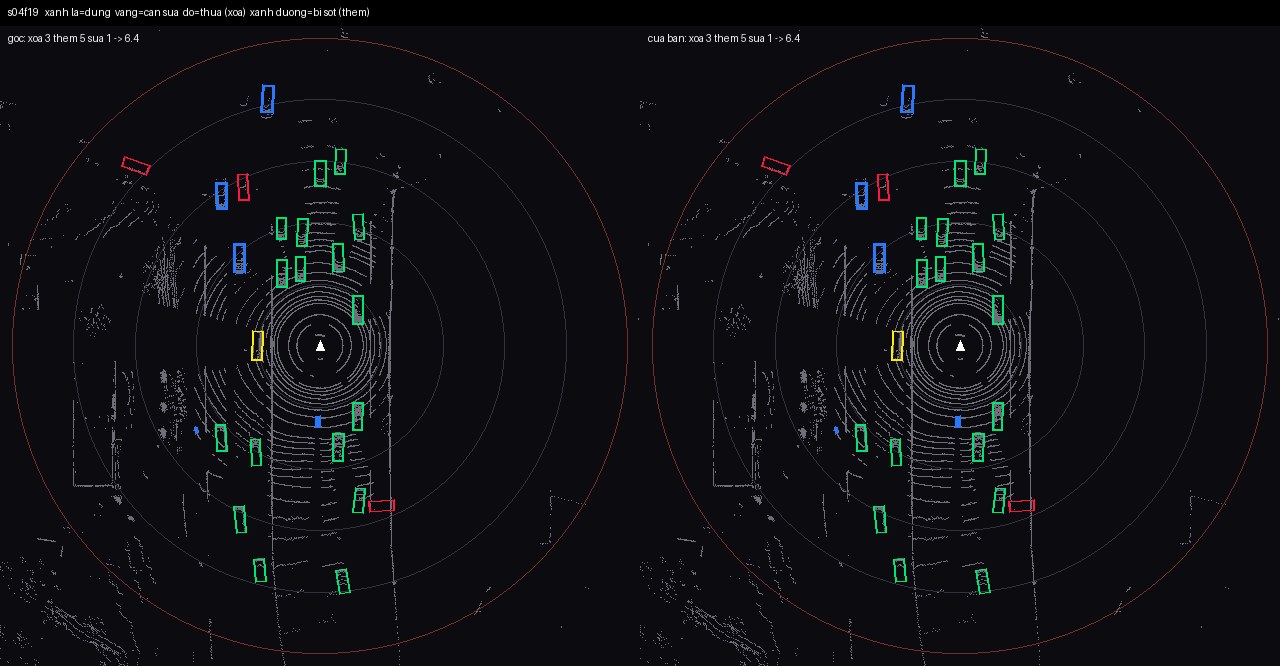 s04f19 xanh la=dung vang=can sua do=thua (xoa) xanh duong=bi sot (them)
goc: xoa 3 them 5 sua 1 -> 6.4
cua ban: xoa 3 them 5 sua 1 -> 6.4